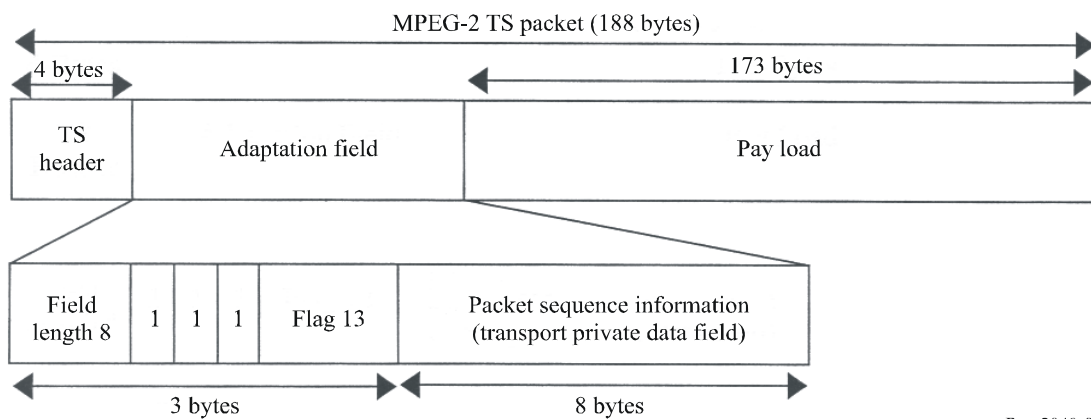 MPEG-2 TS packet (188 bytes)
4 bytes
173 bytes
TS
header
Adaptation field
Pay load
Field
length 8
1
1
1
Flag 13
Packet sequence information
(transport private data field)
3 bytes
8 bytes